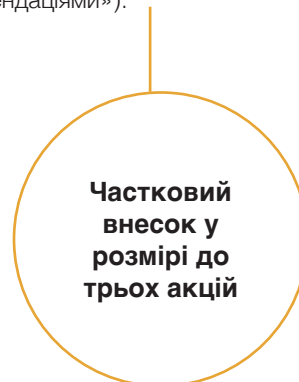 ендаціями»).
Частковий
внесок у
розмірі до
трьох акцій